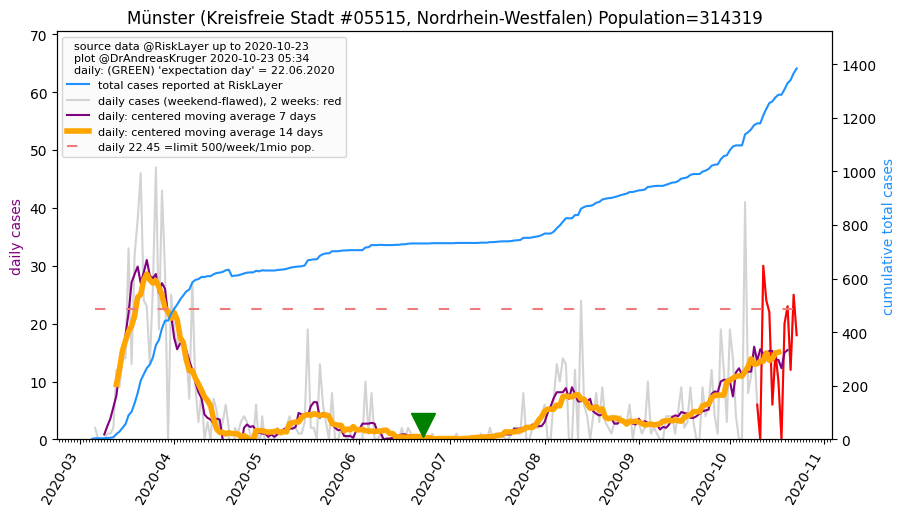 Münster (Kreisfreie Stadt #05515, Nordrhein-Westfalen) Population=314319
source data @RiskLayer up to 2020-10-23
plot @DrAndreasKruger 2020-10-23 05:34
daily: (GREEN) 'expectation day' = 22.06.2020
total cases reported at RiskLayer
daily cases (weekend-flawed), 2 weeks: red
daily: centered moving average 7 days
daily: centered moving average 14 days
daily 22.45 =limit 500/week/1mio pop.
daily cases
70
60
50
40
30
20
10
0
1400
1200
1000
800
600
400
200
0
cumulative total cases
2020-03
2020-04
2020-05
2020-06
2020-07
2020-08
2020-09
2020-10
2020-11